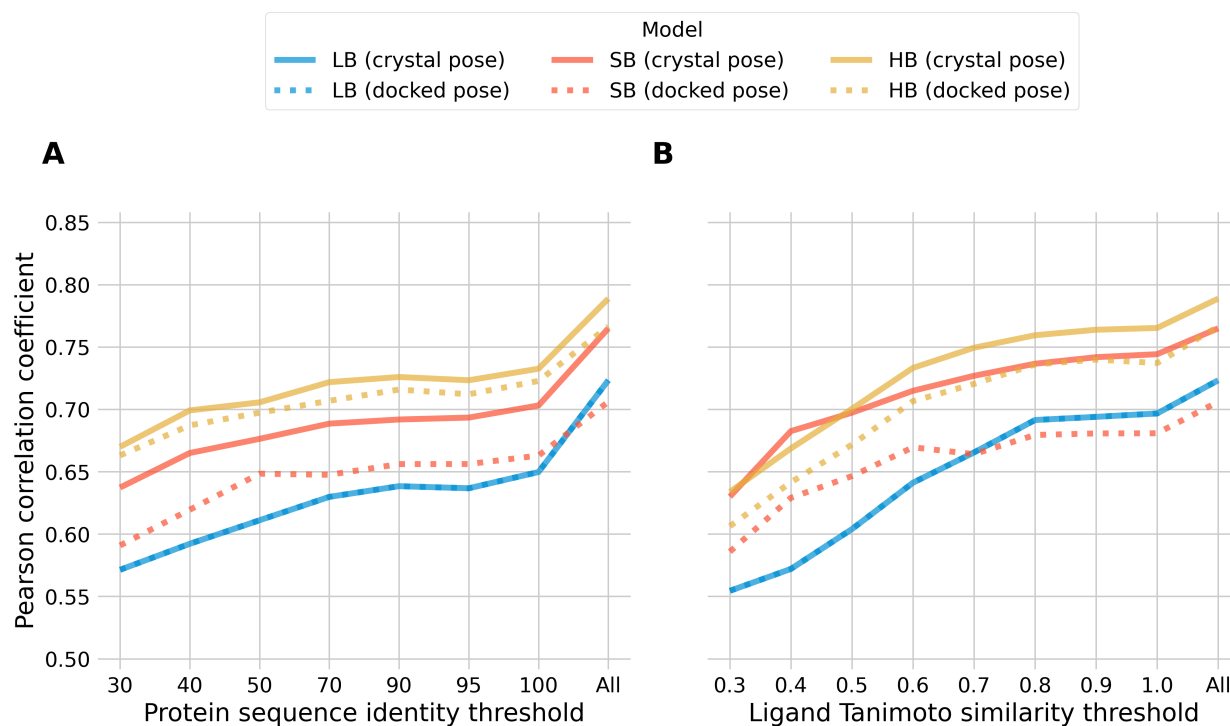 Model
LB (crystal pose) SB (crystal pose) HB (crystal pose)
LB (docked pose) SB (docked pose) HB (docked pose)
A B
0.85
0.80
0.75
0.70
0.65
0.60
0.55
0.50
Pearson correlation coefficient
30 40 50 70 90 95 100 All
0.3 0.4 0.5 0.6 0.7 0.8 0.9 1.0 All
Protein sequence identity threshold
Ligand Tanimoto similarity threshold